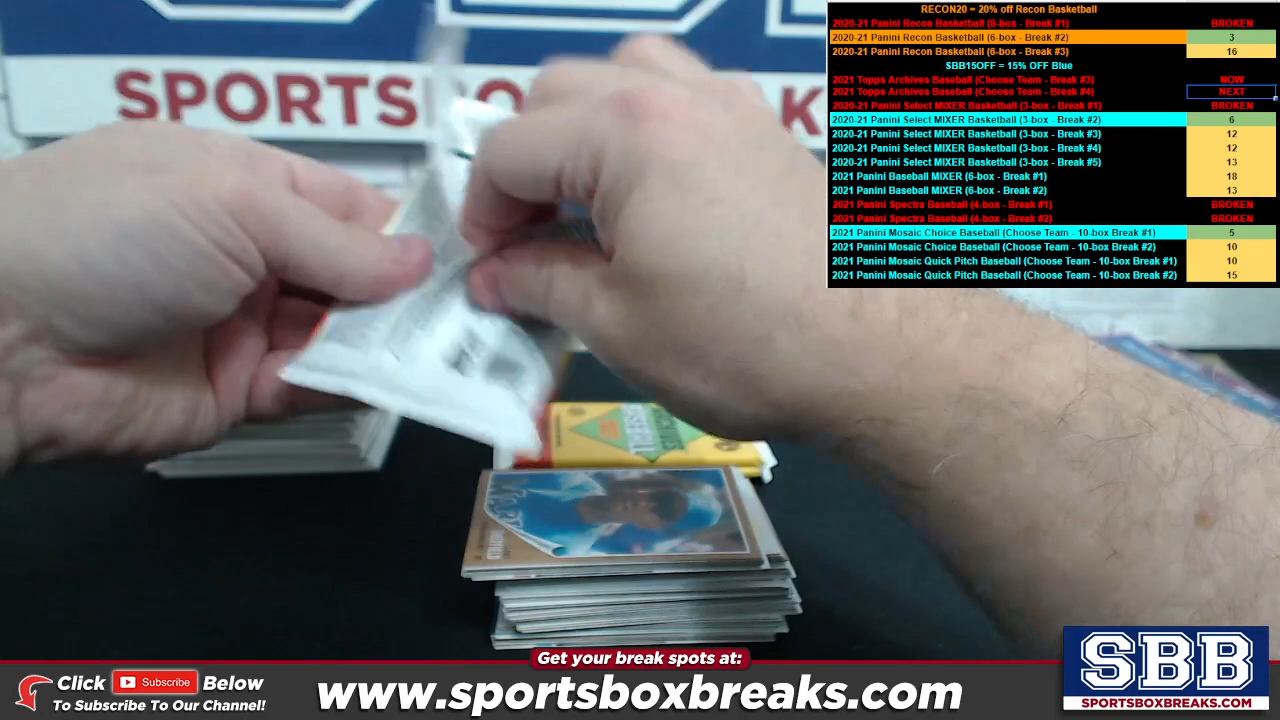 SPORTS
K
RECON20 = 20% off Recon Basketball
2020-21 Panini Recon Basketball (6-box - Break #1) BROKEN
2020-21 Panini Recon Basketball (6-box - Break #2) 3
2020-21 Panini Recon Basketball (6-box - Break #3) 16
SBB15OFF = 15% OFF Blue
2021 Topps Archives Baseball (Choose Team - Break #3) NOW
2021 Topps Archives Baseball (Choose Team - Break #4) NEXT
2020-21 Panini Select MIXER Basketball (3-box - Break #1) BROKEN
2020-21 Panini Select MIXER Basketball (3-box - Break #2) 6
2020-21 Panini Select MIXER Basketball (3-box - Break #3) 12
2020-21 Panini Select MIXER Basketball (3-box - Break #4) 12
2020-21 Panini Select MIXER Basketball (3-box - Break #5) 13
2021 Panini Baseball MIXER (6-box - Break #1) 18
2021 Panini Baseball MIXER (6-box - Break #2) 13
2021 Panini Spectra Baseball (4-box - Break #1) BROKEN
2021 Panini Spectra Baseball (4-box - Break #2) BROKEN
2021 Panini Mosaic Choice Baseball (Choose Team - 10-box Break #1) 5
2021 Panini Mosaic Choice Baseball (Choose Team - 10-box Break #2) 10
2021 Panini Mosaic Quick Pitch Baseball (Choose Team - 10-box Break #1) 10
2021 Panini Mosaic Quick Pitch Baseball (Choose Team - 10-box Break #2) 15
Get your break spots at:
Click Subscribe Below
To Subscribe To Our Channel!
www.sportsboxbreaks.com
SBB
SPORTSBOXBREAKS.COM